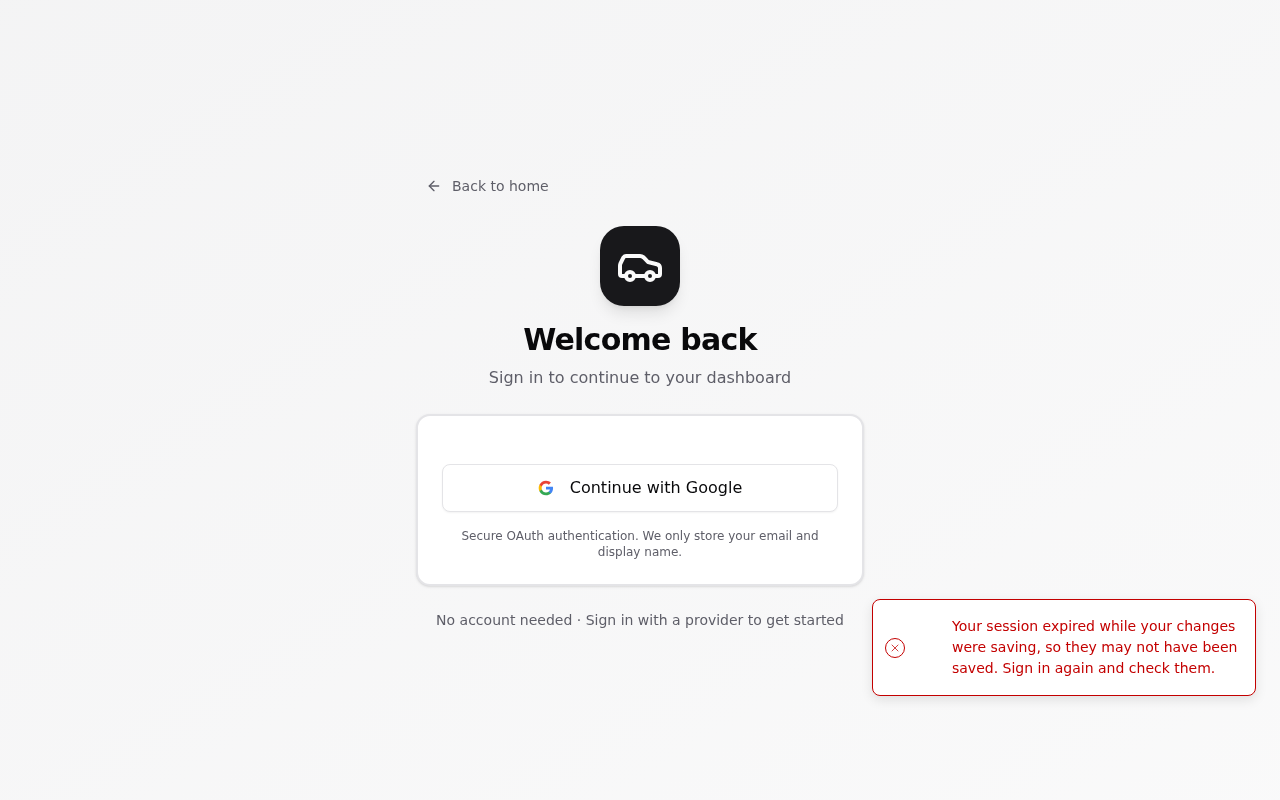 Back to home
Welcome back
Sign in to continue to your dashboard
Continue with Google
Secure OAuth authentication. We only store your email and
display name.
No account needed · Sign in with a provider to get started
Your session expired while your changes
were saving, so they may not have been
saved. Sign in again and check them.